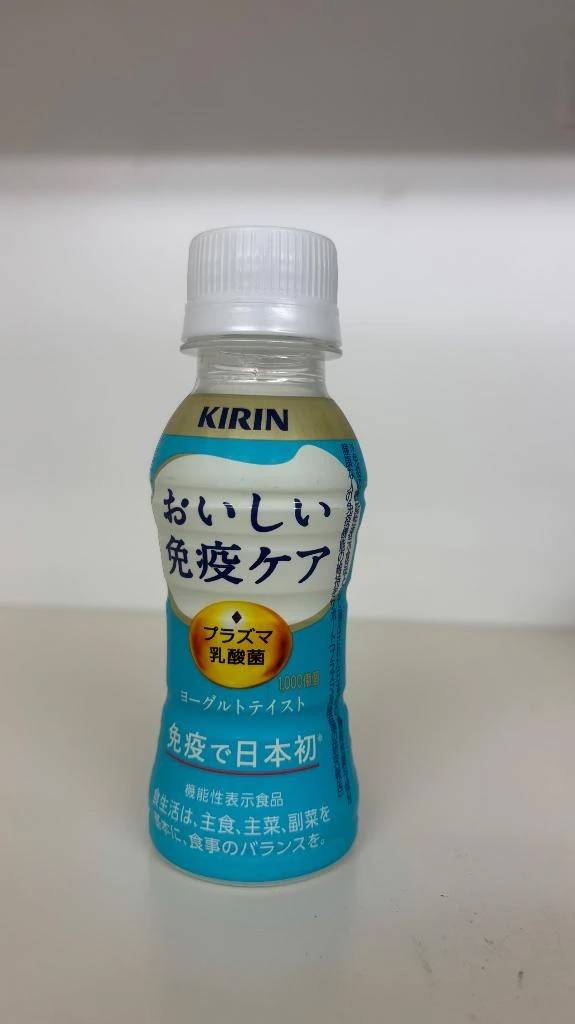 KIRIN
おいしい
免疫ケア
プラズマ
乳酸菌
1,000億個
ヨーグルトテイスト
免疫で日本初※
機能性表示食品
食生活は、主食、主菜、副菜を
基本に、食事のバランスを。